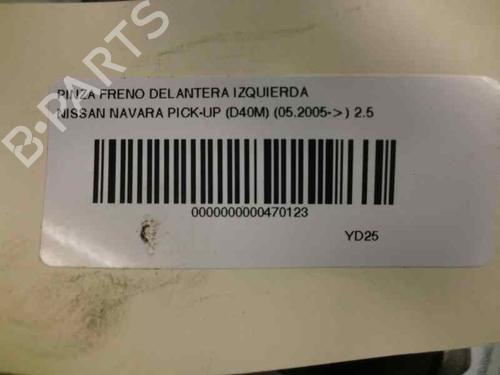 PINZA FRENO DELANTERA IZQUIERDA
NISSAN NAVARA PICK-UP (D40M) (05.2005->) 2.5
0000000000470123
YD25
B-PARTS